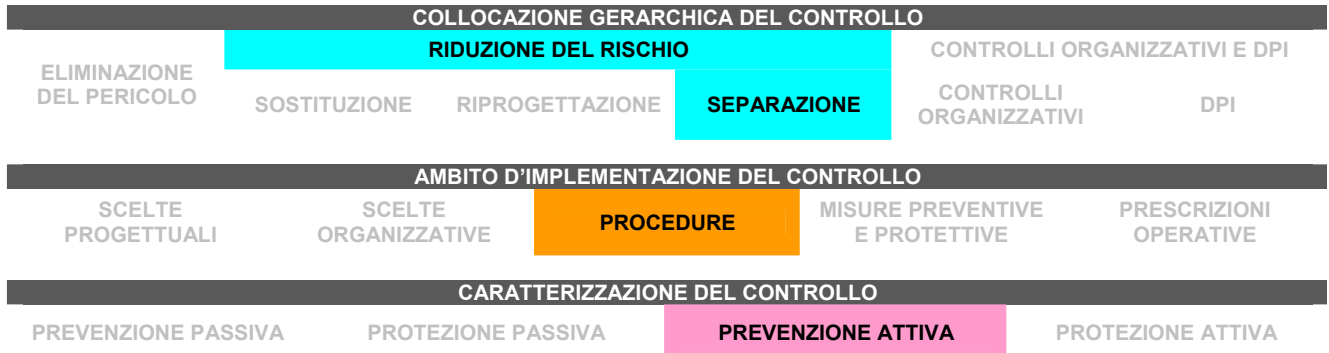 COLLOCAZIONE GERARCHICA DEL CONTROLLO
ELIMINAZIONE
DEL PERICOLO
RIDUZIONE DEL RISCHIO
CONTROLLI ORGANIZZATIVI E DPI
SOSTITUZIONE
RIPROGETTAZIONE
SEPARAZIONE
CONTROLLI
ORGANIZZATIVI
DPI
AMBITO D’IMPLEMENTAZIONE DEL CONTROLLO
SCELTE
PROGETTUALI
SCELTE
ORGANIZZATIVE
PROCEDURE
MISURE PREVENTIVE
E PROTETTIVE
PRESCRIZIONI
OPERATIVE
CARATTERIZZAZIONE DEL CONTROLLO
PREVENZIONE PASSIVA
PROTEZIONE PASSIVA
PREVENZIONE ATTIVA
PROTEZIONE ATTIVA